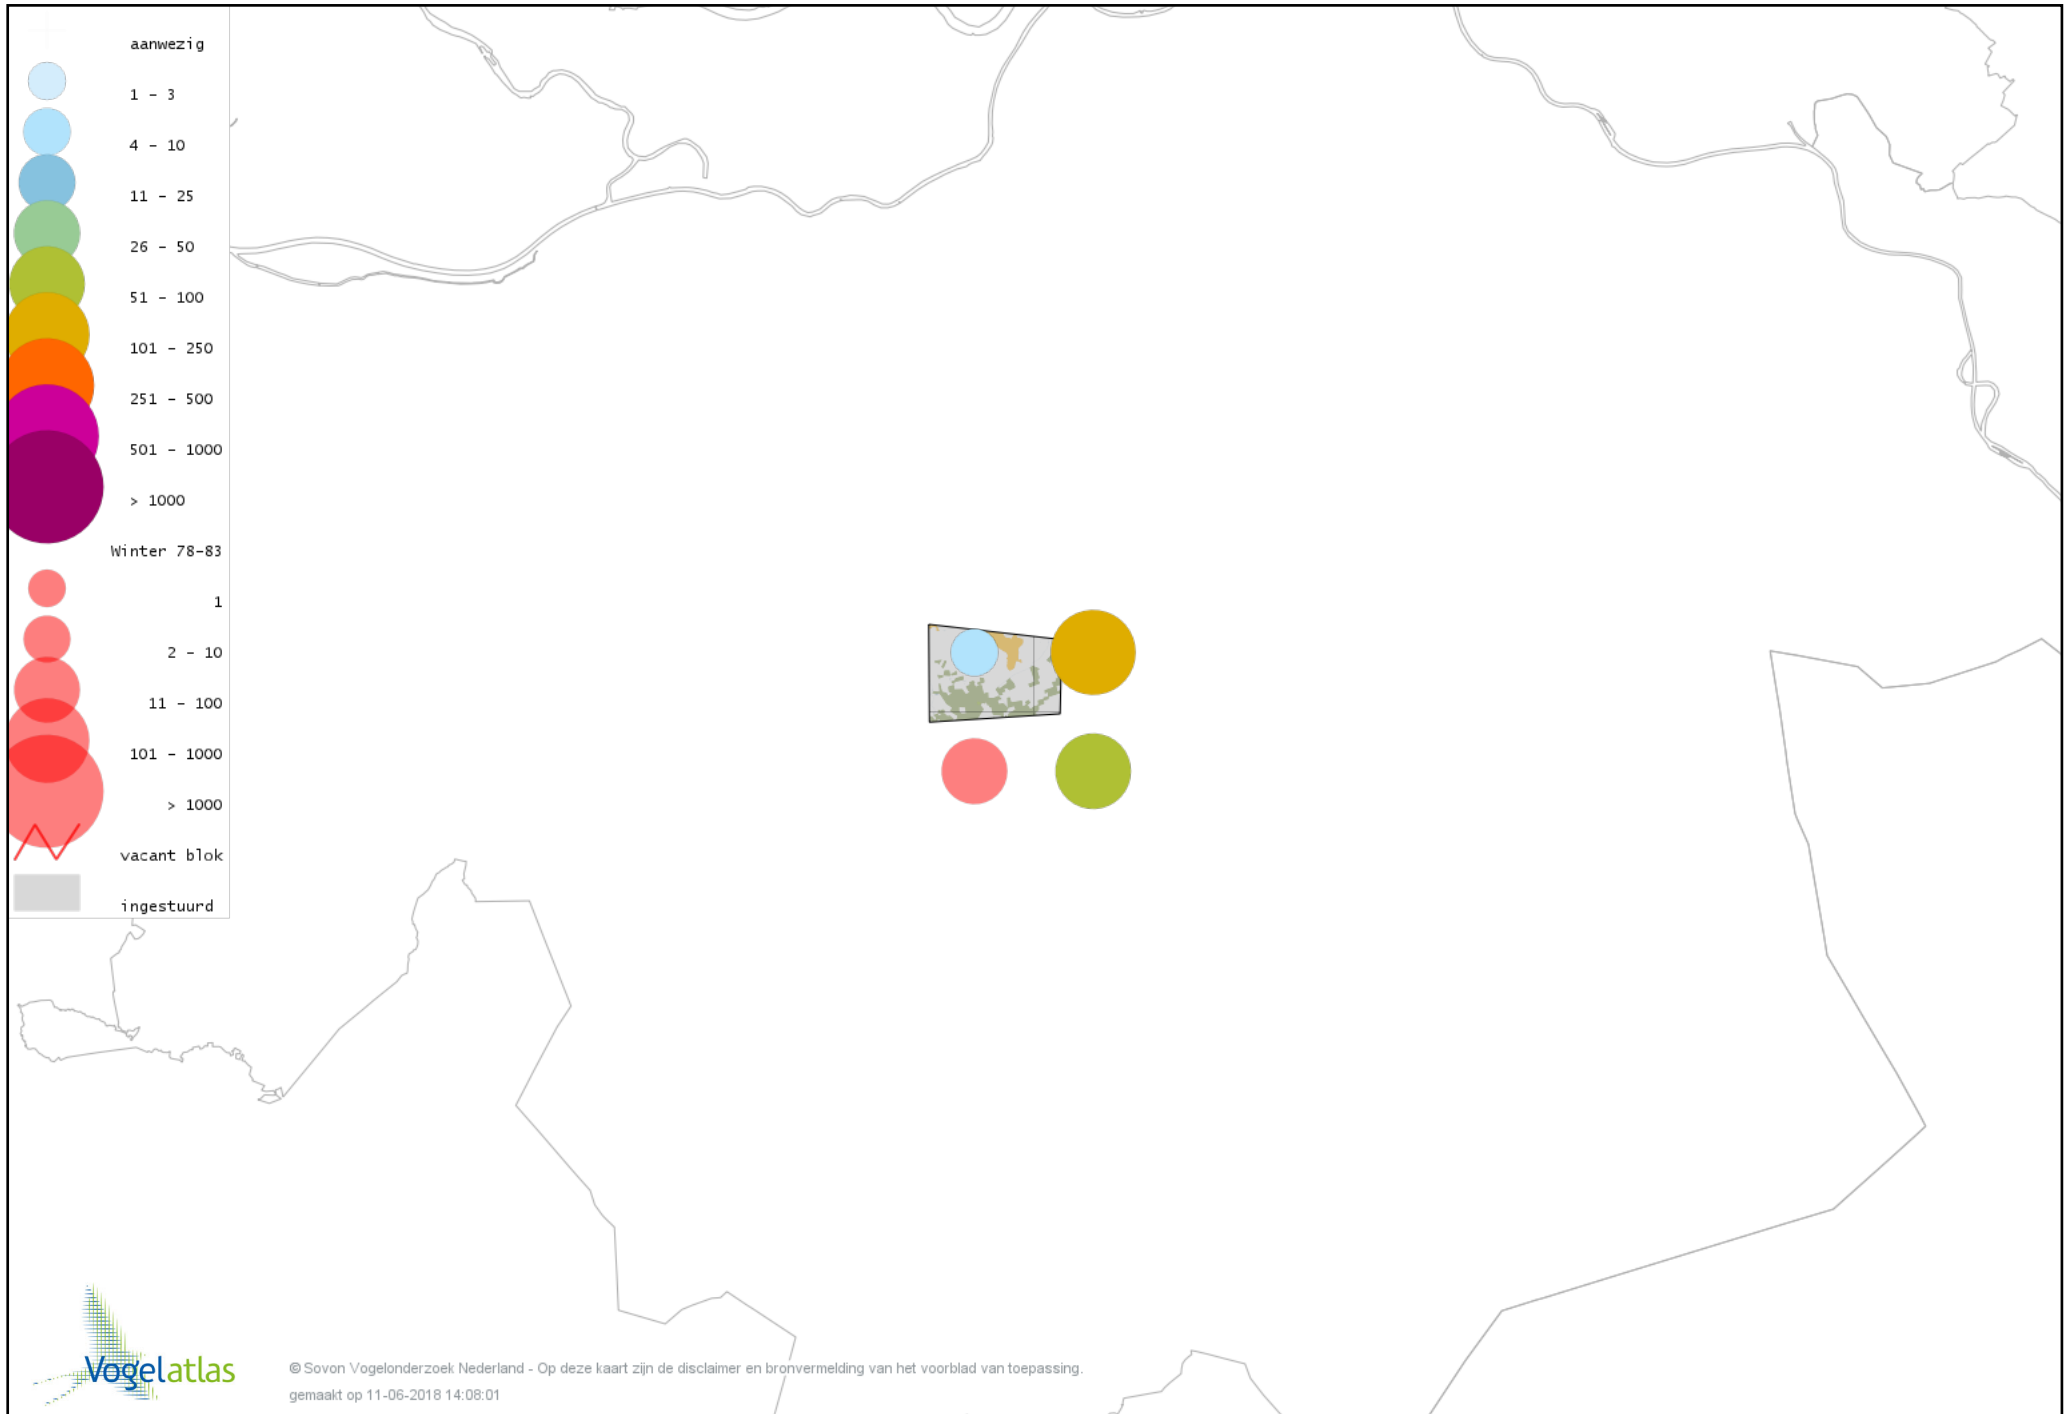 aanwezig
1 - 3
4 - 10
11 - 25
26 - 50
51 - 100
101 - 250
251 - 500
501 - 1000
> 1000
Winter 78-83
1
2 - 10
11 - 100
101 - 1000
> 1000
vacant blok
ingestuurd
Vogelatlas
© Sovon Vogelonderzoek Nederland - Op deze kaart zijn de disclaimer en bronvermelding van het voorblad van toepassing.
gemaakt op 11-06-2018 14:08:01